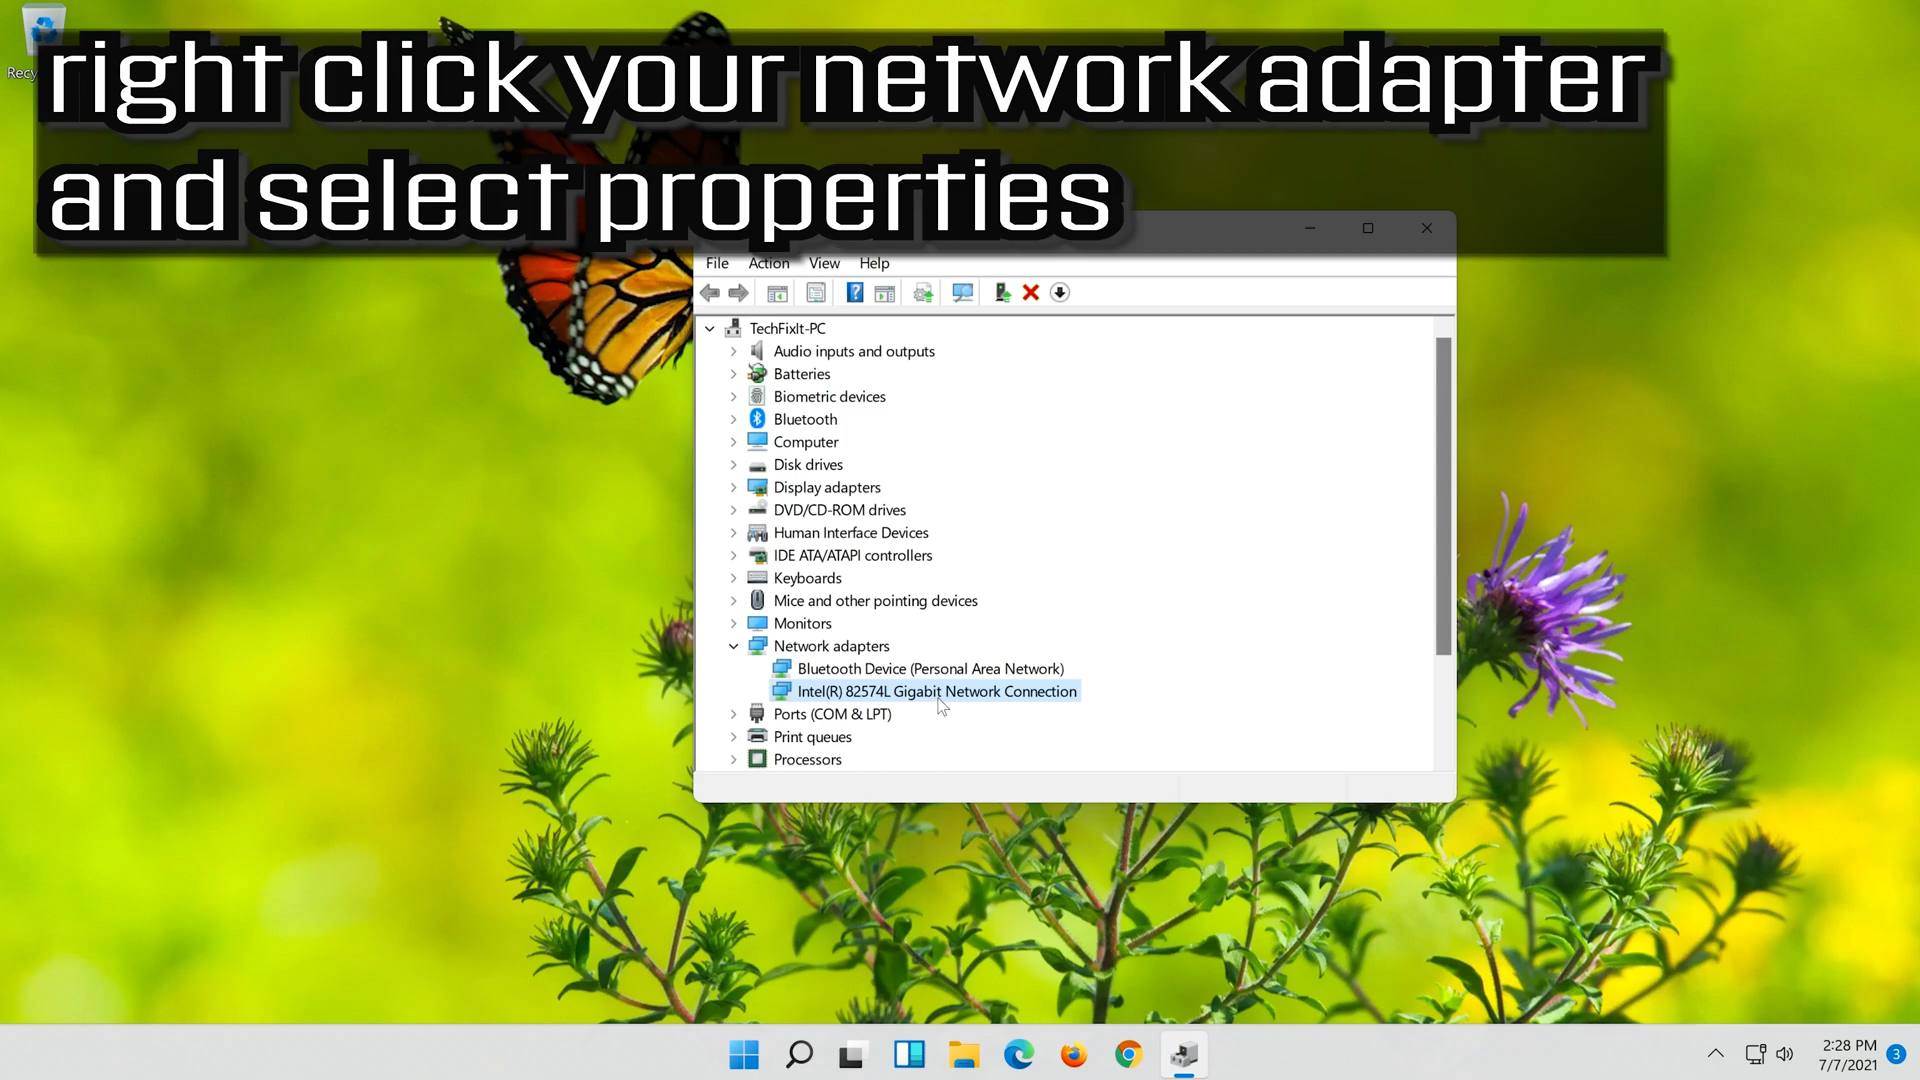 right click your network adapter
and select properties
Recy
File Action View Help
TechFixIt-PC
Audio inputs and outputs
Batteries
Biometric devices
Bluetooth
Computer
Disk drives
Display adapters
DVD/CD-ROM drives
Human Interface Devices
IDE ATA/ATAPI controllers
Keyboards
Mice and other pointing devices
Monitors
Network adapters
Bluetooth Device (Personal Area Network)
Intel(R) 82574L Gigabit Network Connection
Ports (COM & LPT)
Print queues
Processors
2:28 PM
7/7/2021
3